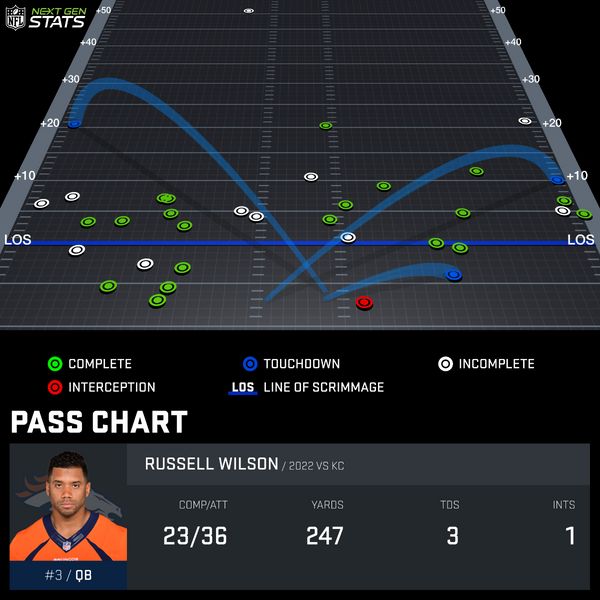 NFL NEXT GEN STATS
+50 +50
+40 +40
+30 +30
+20 +20
+10 +10
LOS LOS
COMPLETE TOUCHDOWN INCOMPLETE
INTERCEPTION LOS LINE OF SCRIMMAGE
PASS CHART
RUSSELL WILSON / 2022 VS KC
COMP/ATT YARDS TDS INTS
23/36 247 3 1
#3 / QB